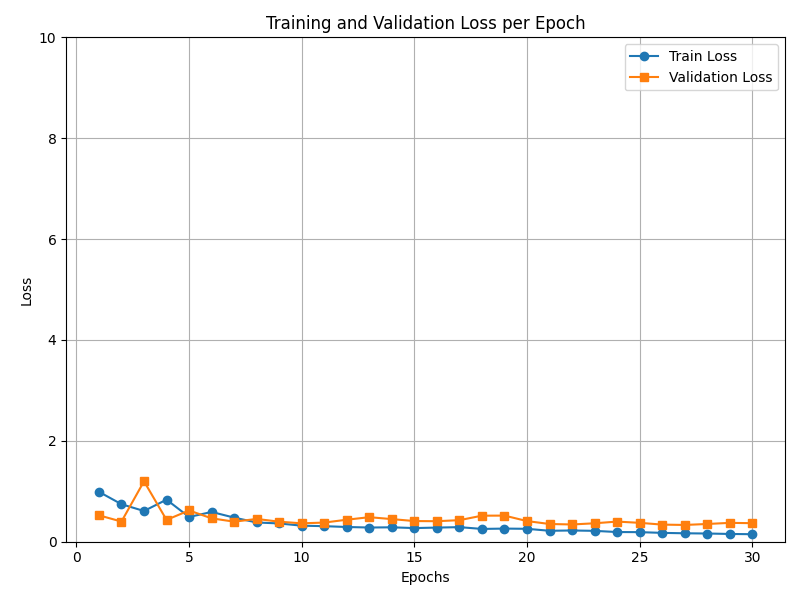 Training and Validation Loss per Epoch
Train Loss
Validation Loss
Loss
10
8
6
4
2
0
0 5 10 15 20 25 30
Epochs